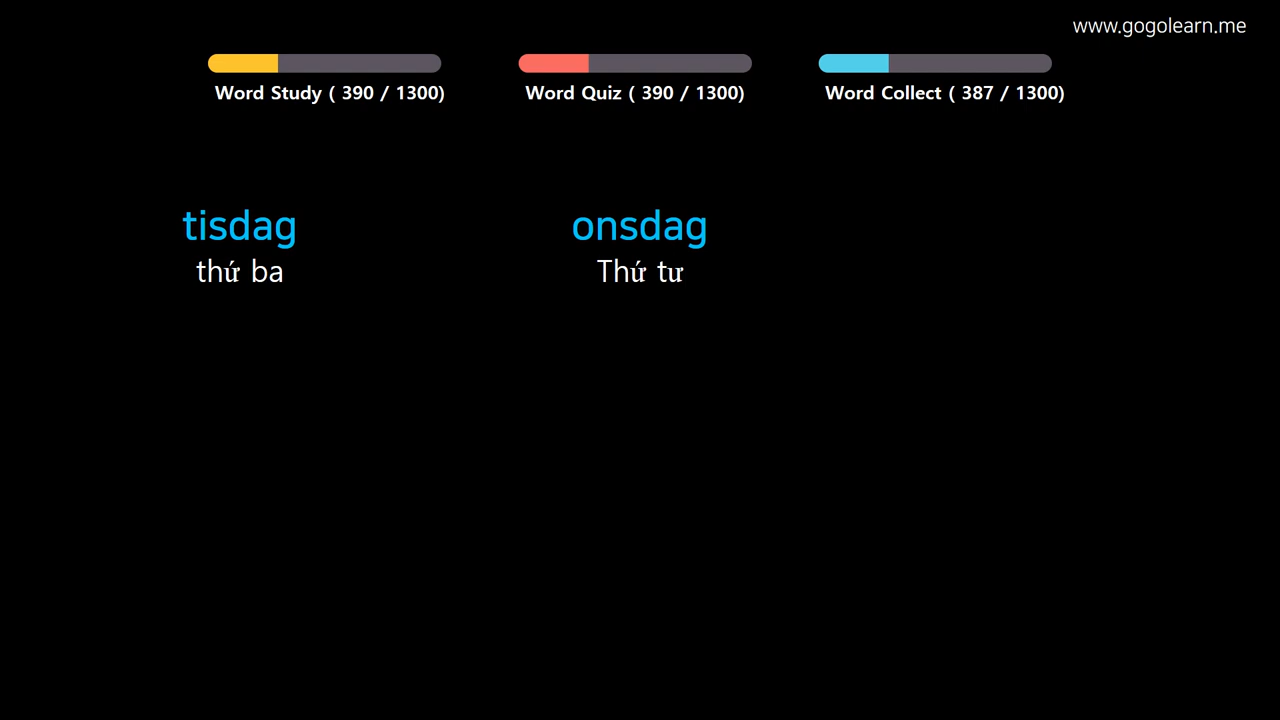 www.gogolearn.me
Word Study ( 390 / 1300)
Word Quiz ( 390 / 1300)
Word Collect ( 387 / 1300)
tisdag
thứ ba
onsdag
Thứ tư